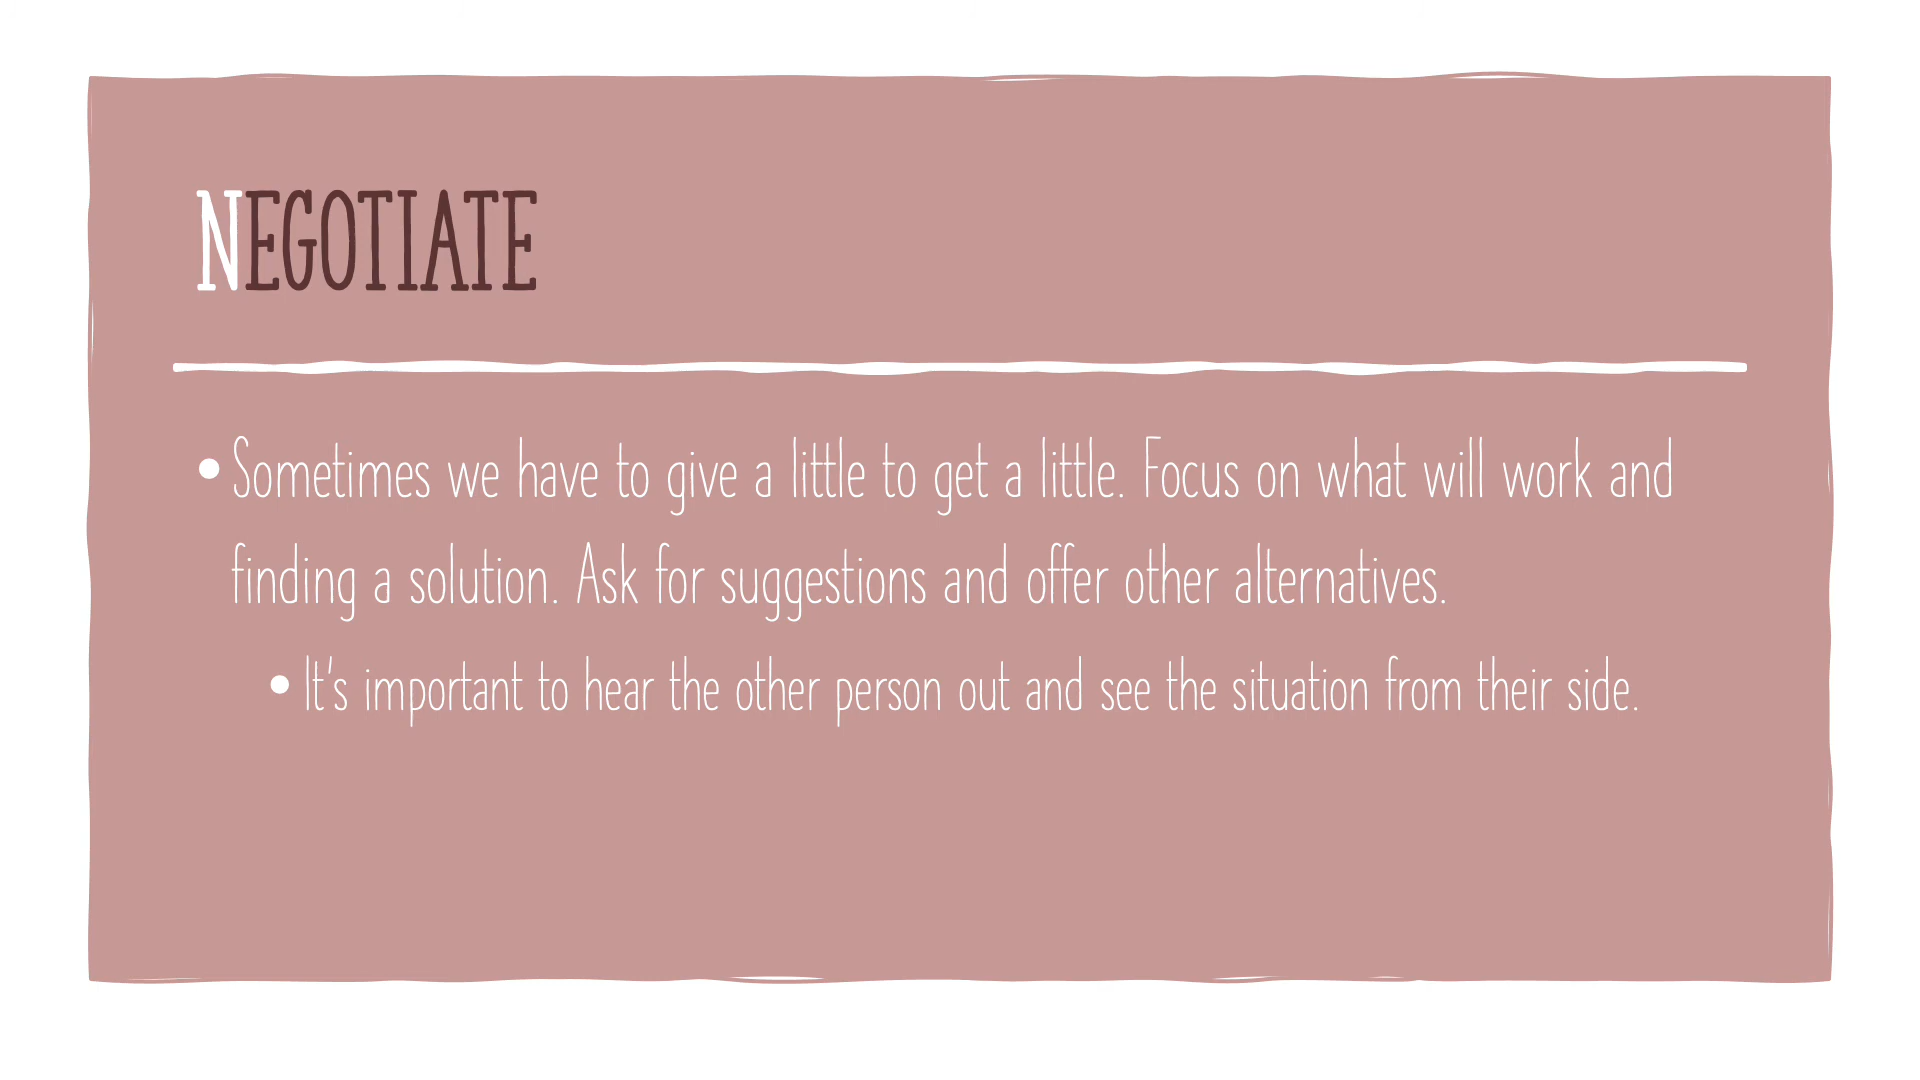 NEGOTIATE
• Sometimes we have to give a little to get a little. Focus on what will work and
finding a solution. Ask for suggestions and offer other alternatives.
• It's important to hear the other person out and see the situation from their side.